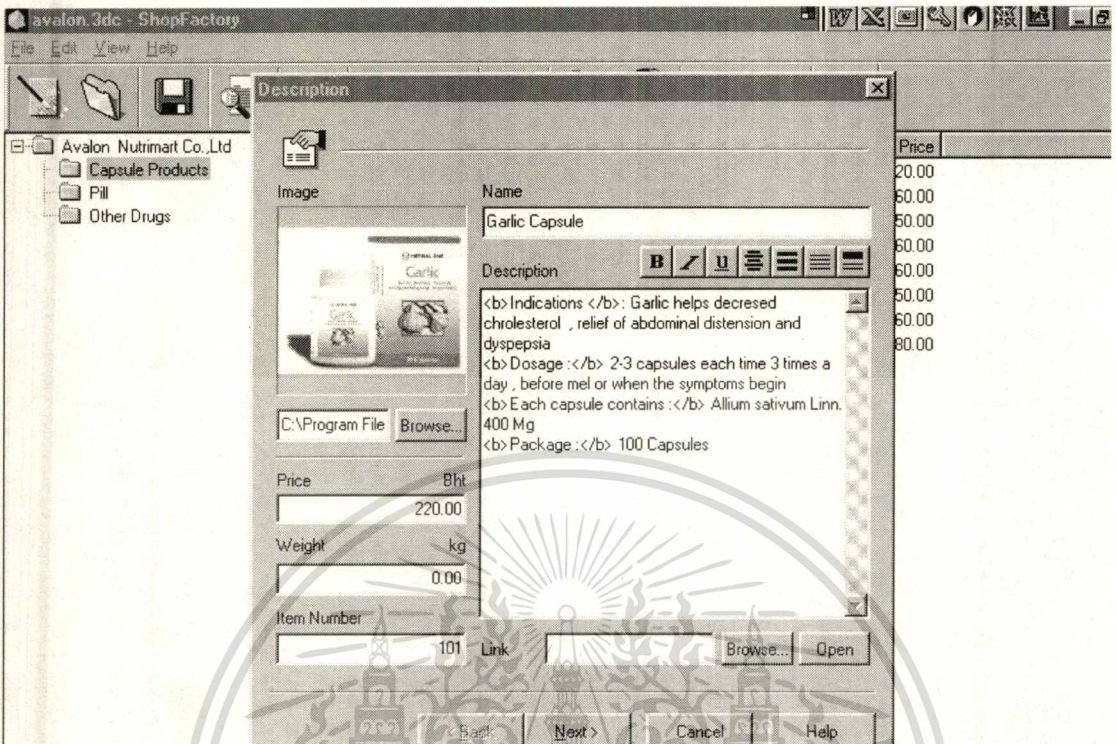 avalon.3dc - ShopFactory
File Edit View Help
Avalon Nutrimart Co.,Ltd
Capsule Products
Pill
Other Drugs
Description
Image
Garlic
Garlic
C:\Program File
Browse...
Price Bht
220.00
Weight kg
0.00
Item Number
101
Name
Garlic Capsule
Description
B I u
<b>Indications </b>: Garlic helps decresed
chrolesterol , relief of abdominal distension and
dyspepsia
<b>Dosage :</b> 2-3 capsules each time 3 times a
day , before mel or when the symptoms begin
<b>Each capsule contains :</b> Allium sativum Linn.
400 Mg
<b>Package :</b> 100 Capsules
Link
Browse... Open
< Back Next > Cancel Help
Price
20.00
60.00
50.00
60.00
60.00
50.00
60.00
80.00